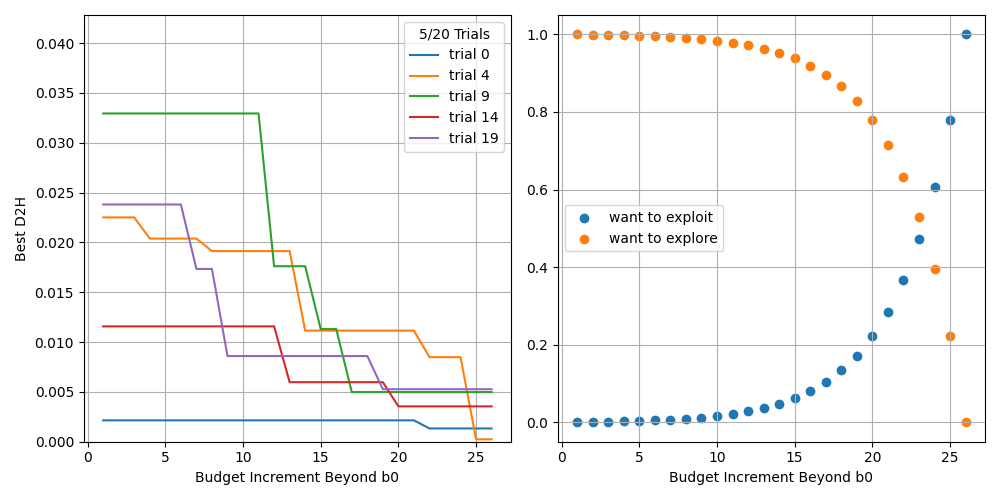 5/20 Trials
trial 0
trial 4
trial 9
trial 14
trial 19
0.040
0.035
0.030
0.025
0.020
0.015
0.010
0.005
0.000
Best D2H
0 5 10 15 20 25
Budget Increment Beyond b0
1.0
0.8
0.6
0.4
0.2
0.0
want to exploit
want to explore
0 5 10 15 20 25
Budget Increment Beyond b0